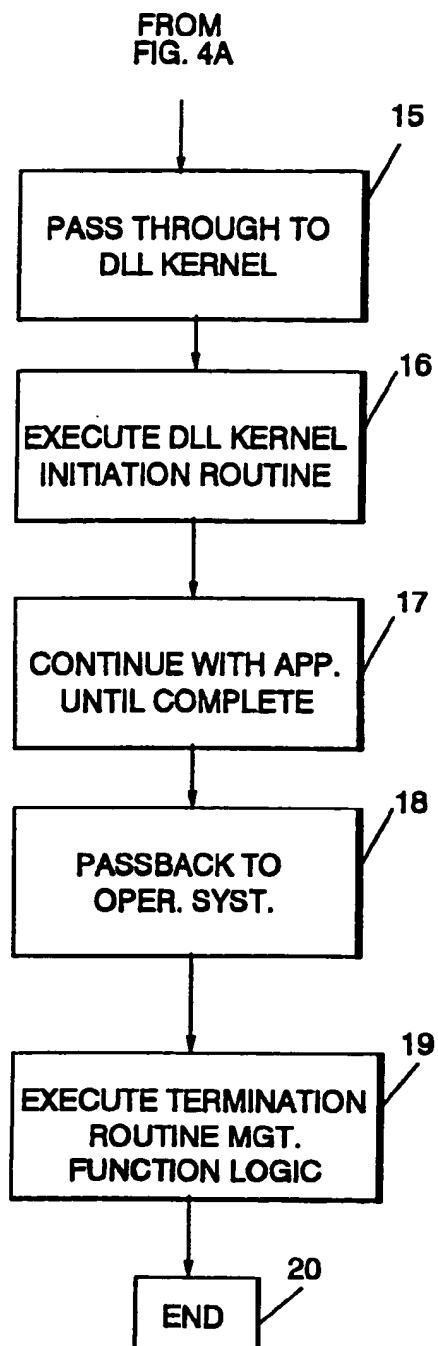 FROM
FIG. 4A
15
PASS THROUGH TO
DLL KERNEL
16
EXECUTE DLL KERNEL
INITIATION ROUTINE
17
CONTINUE WITH APP.
UNTIL COMPLETE
18
PASSBACK TO
OPER. SYST.
19
EXECUTE TERMINATION
ROUTINE MGT.
FUNCTION LOGIC
20
END